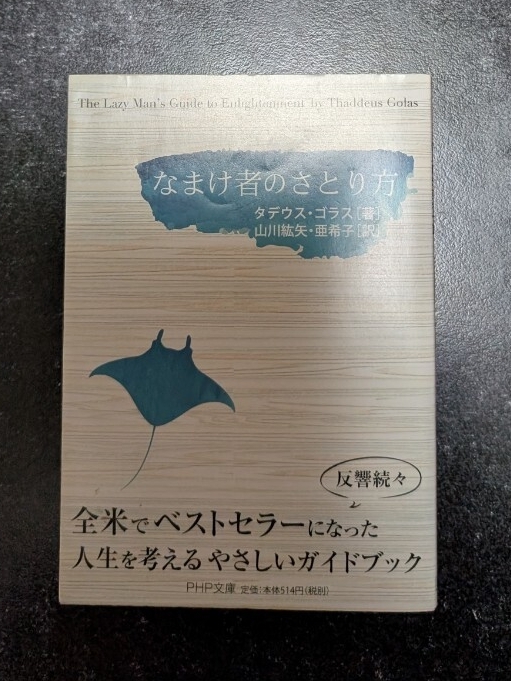 The Lazy Man's Guide to Enlightenment by Thaddeus Golas
なまけ者のさとり方
タデウス・ゴラス[著]
山川紘矢・亜希子[訳]
反響続々
全米でベストセラーになった
人生を考えるやさしいガイドブック
PHP文庫 定価:本体514円(税別)